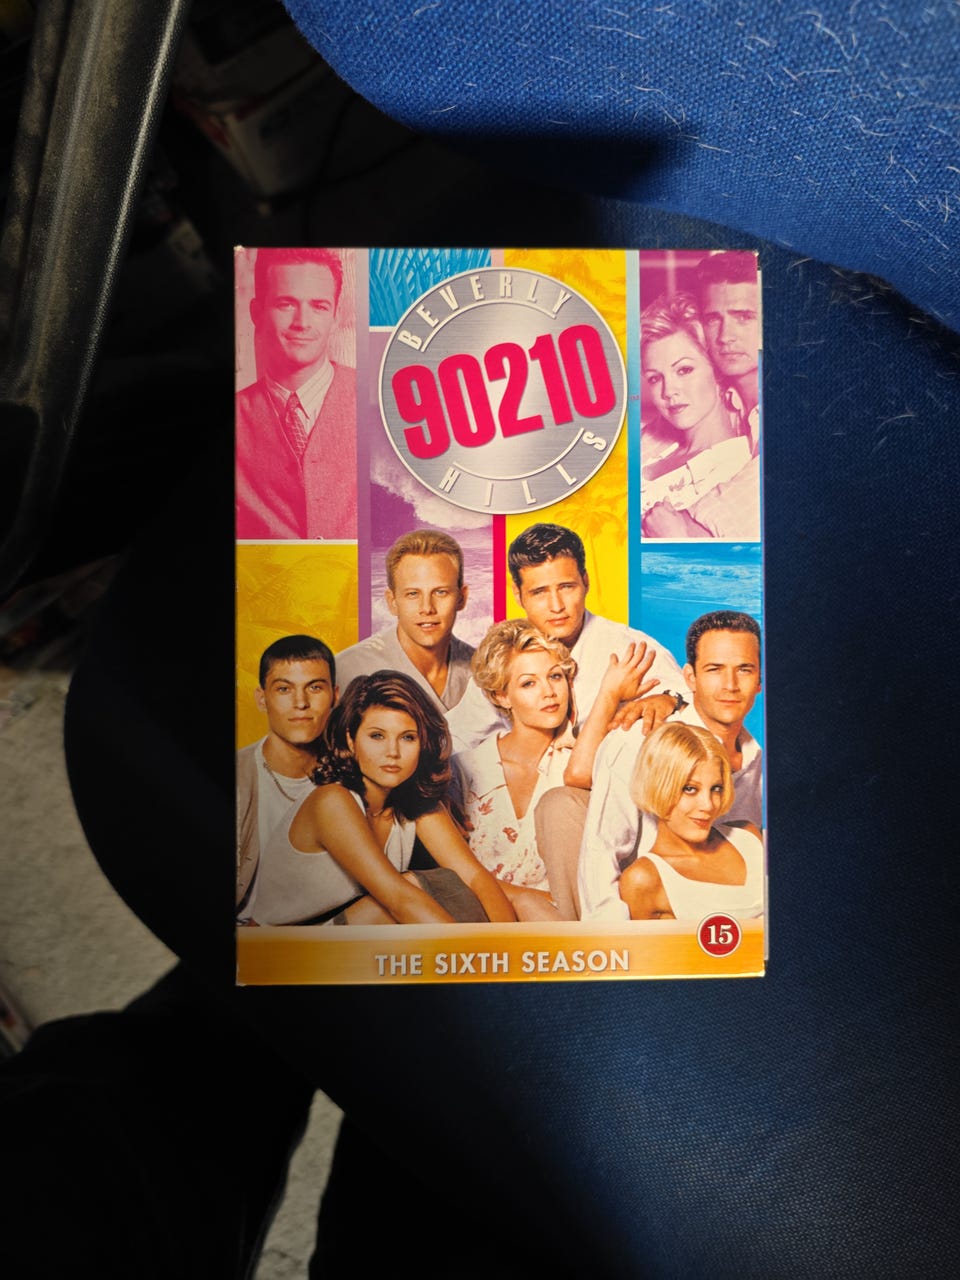 BEVERLY
90210
HILLS
THE SIXTH SEASON
15